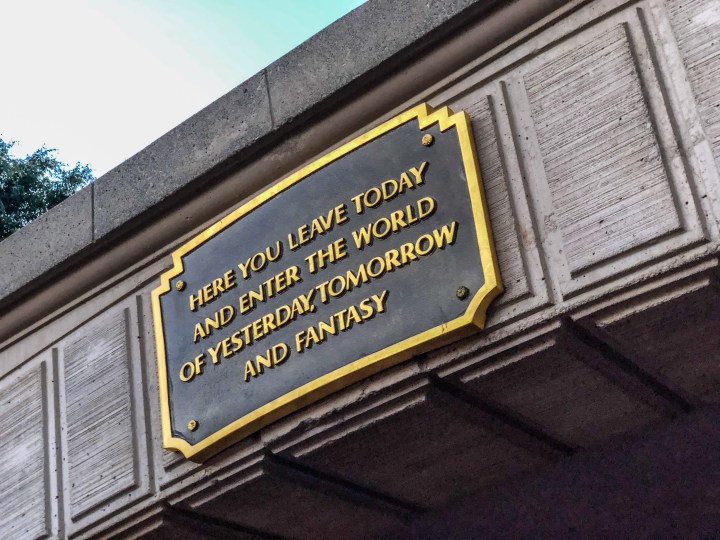 HERE YOU LEAVE TODAY
AND ENTER THE WORLD
OF YESTERDAY, TOMORROW
AND FANTASY